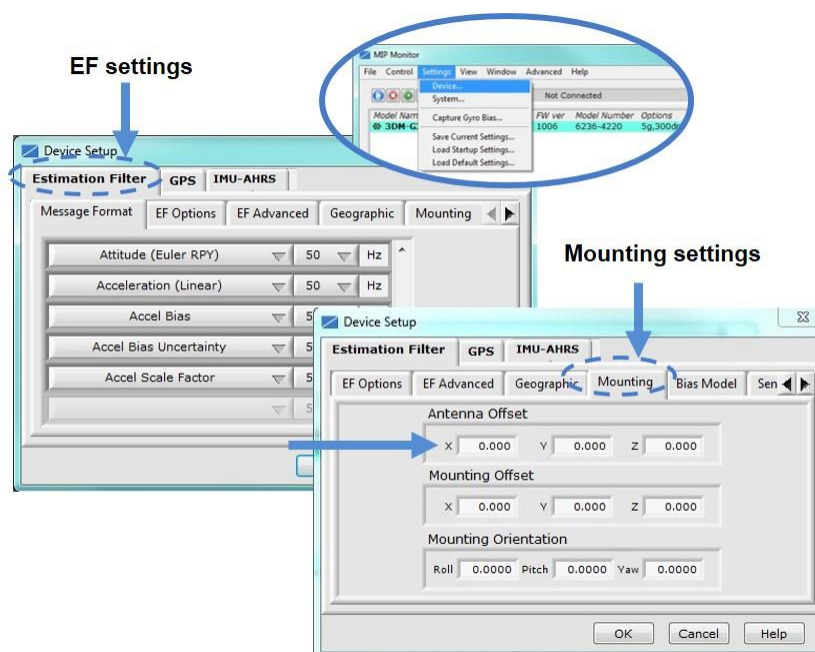 EF settings
MIP Monitor
File Control Settings View Window Advanced Help
Device...
System...
Not Connected
Capture Gyro Bias...
FW ver Model Number Options
1006 6236-4220
Save Current Settings...
Load Startup Settings...
Load Default Settings...
Device Setup
Estimation Filter GPS IMU-AHRS
Message Format EF Options EF Advanced Geographic Mounting
Attitude (Euler RPY) 50 Hz
Acceleration (Linear) 50 Hz
Accel Bias
Accel Bias Uncertainty
Accel Scale Factor
Mounting settings
Device Setup
Estimation Filter GPS IMU-AHRS
EF Options EF Advanced Geographic Mounting Bias Model Sen
Antenna Offset
X 0.000 Y 0.000 Z 0.000
Mounting Offset
X 0.000 Y 0.000 Z 0.000
Mounting Orientation
Roll 0.0000 Pitch 0.0000 Yaw 0.0000
OK Cancel Help